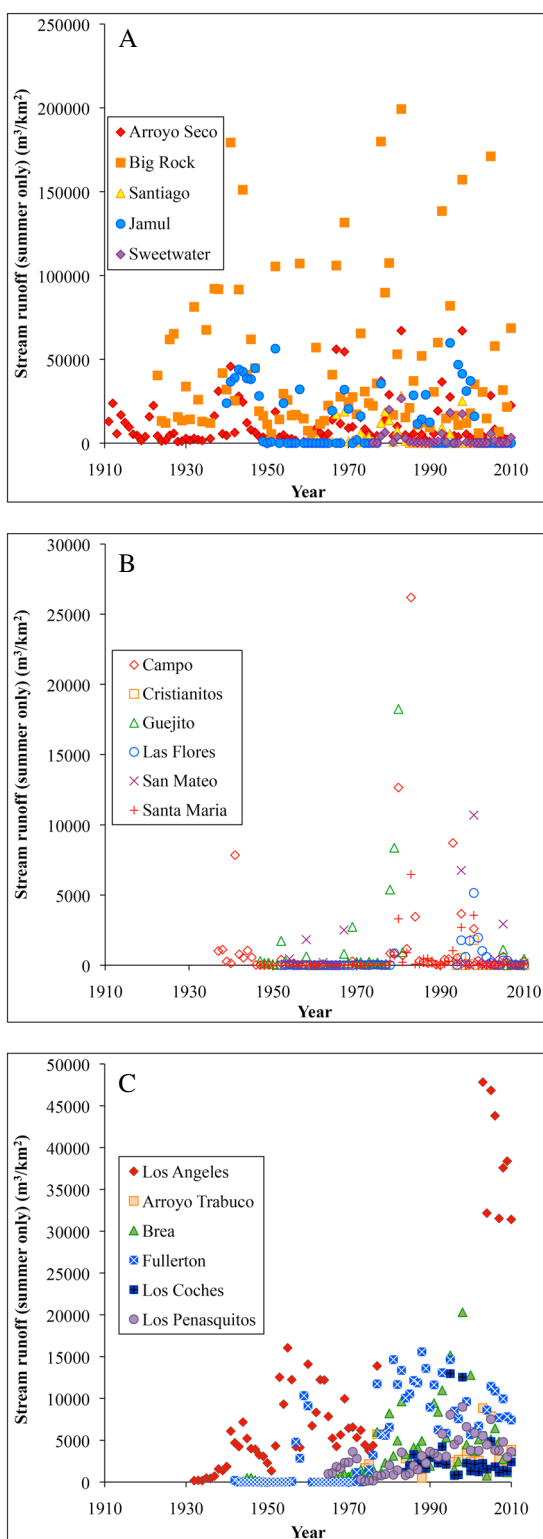 A
Stream runoff (summer only) (m³/km²)
250000
200000
150000
100000
50000
0
Arroyo Seco
Big Rock
Santiago
Jamul
Sweetwater
1910 1930 1950 1970 1990 2010
Year
B
Stream runoff (summer only) (m³/km²)
30000
25000
20000
15000
10000
5000
0
Campo
Cristianitos
Guejito
Las Flores
San Mateo
Santa Maria
1910 1930 1950 1970 1990 2010
Year
C
Stream runoff (summer only) (m³/km²)
50000
45000
40000
35000
30000
25000
20000
15000
10000
5000
0
Los Angeles
Arroyo Trabuco
Brea
Fullerton
Los Coches
Los Penasquitos
1910 1930 1950 1970 1990 2010
Year